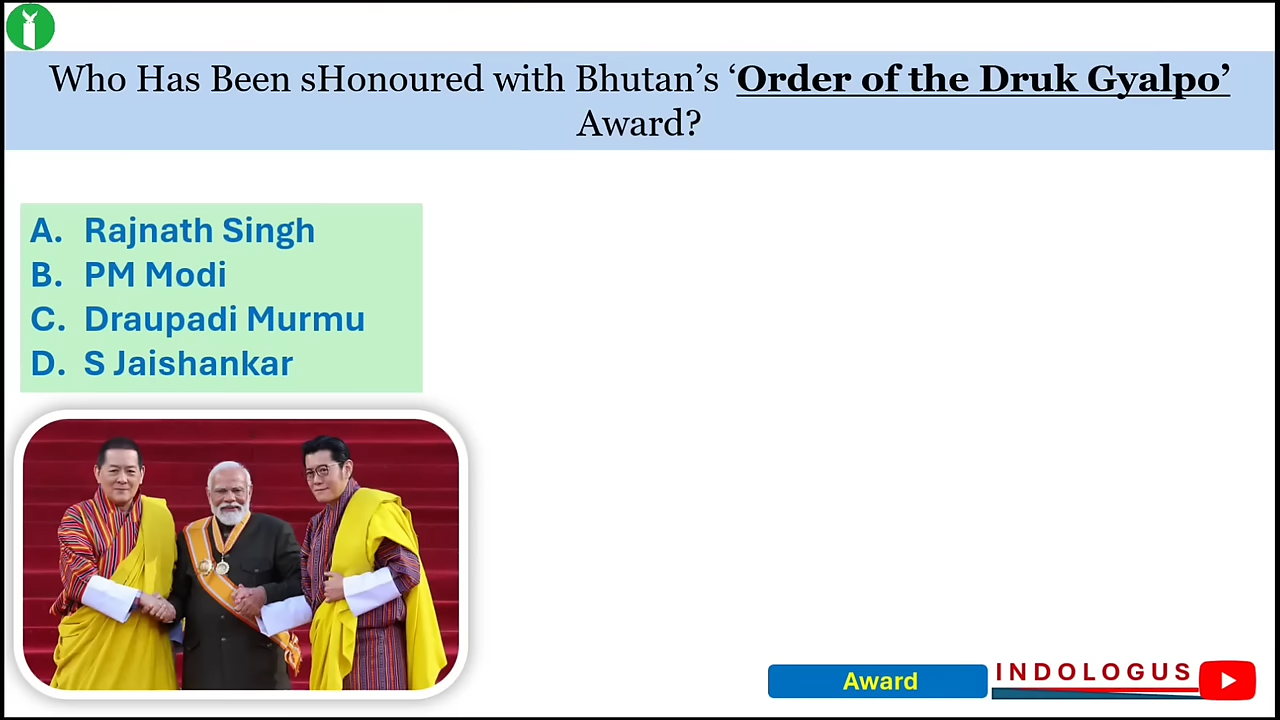 Who Has Been sHonoured with Bhutan’s ‘Order of the Druk Gyalpo’
Award?
A. Rajnath Singh
B. PM Modi
C. Draupadi Murmu
D. S Jaishankar
Award
INDOLOGUS